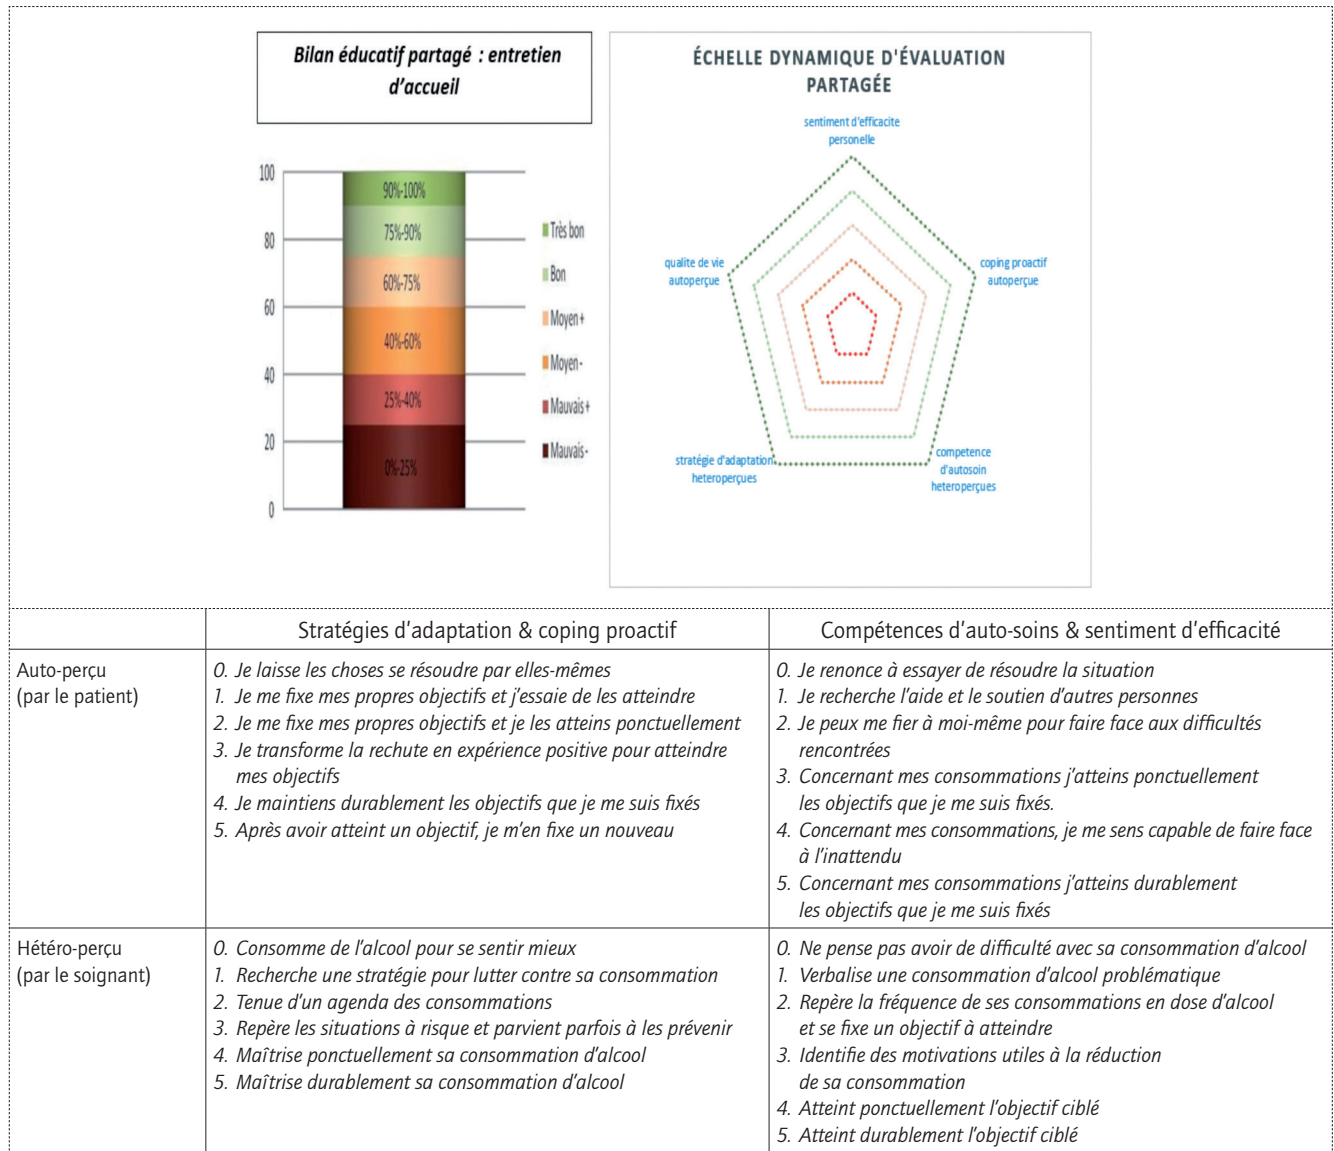 Bilan éducatif partagé : entretien
d’accueil
100
80
60
40
20
0
90%-100%
75%-90%
60%-75%
40%-60%
25%-40%
0%-25%
Très bon
Bon
Moyen+
Moyen-
Mauvais+
Mauvais-
ÉCHELLE DYNAMIQUE D'ÉVALUATION
PARTAGÉE
sentiment d'efficacite
personelle
qualite de vie
autoperçue
coping proactif
autoperçue
stratégie d'adaptation
heteroperçues
competence
d'autosoin
heteroperçues
Stratégies d’adaptation & coping proactif
Compétences d’auto-soins & sentiment d’efficacité
Auto-perçu
(par le patient)
0. Je laisse les choses se résoudre par elles-mêmes
1. Je me fixe mes propres objectifs et j’essaie de les atteindre
2. Je me fixe mes propres objectifs et je les atteins ponctuellement
3. Je transforme la rechute en expérience positive pour atteindre
mes objectifs
4. Je maintiens durablement les objectifs que je me suis fixés
5. Après avoir atteint un objectif, je m’en fixe un nouveau
0. Je renonce à essayer de résoudre la situation
1. Je recherche l’aide et le soutien d’autres personnes
2. Je peux me fier à moi-même pour faire face aux difficultés
rencontrées
3. Concernant mes consommations j’atteins ponctuellement
les objectifs que je me suis fixés.
4. Concernant mes consommations, je me sens capable de faire face
à l’inattendu
5. Concernant mes consommations j’atteins durablement
les objectifs que je me suis fixés
Hétéro-perçu
(par le soignant)
0. Consomme de l’alcool pour se sentir mieux
1. Recherche une stratégie pour lutter contre sa consommation
2. Tenue d’un agenda des consommations
3. Repère les situations à risque et parvient parfois à les prévenir
4. Maîtrise ponctuellement sa consommation d’alcool
5. Maîtrise durablement sa consommation d’alcool
0. Ne pense pas avoir de difficulté avec sa consommation d’alcool
1. Verbalise une consommation d’alcool problématique
2. Repère la fréquence de ses consommations en dose d’alcool
et se fixe un objectif à atteindre
3. Identifie des motivations utiles à la réduction
de sa consommation
4. Atteint ponctuellement l’objectif ciblé
5. Atteint durablement l’objectif ciblé